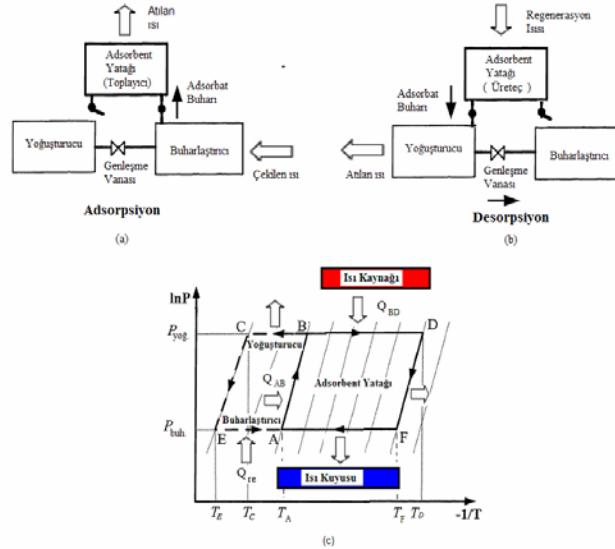 Atılan
ısı
Adsorbent
Yatağı
(Toplayıcı)
Adsorbat
Buharı
Yoğuşturucu
Genleşme
Vanası
Buharlaştırıcı
Çekilen ısı
Adsorpsiyon
(a)
Regenerasyon
Isısı
Adsorbent
Yatağı
( Üreteç )
Adsorbat
Buharı
Yoğuşturucu
Genleşme
Vanası
Buharlaştırıcı
Atılan ısı
Desorpsiyon
(b)
Isı Kaynağı
lnP
Q_BD
C
B
D
P_yoğ.
Yoğuşturucu
Q_AB
Adsorbent Yatağı
Buharlaştırıcı
P_buh.
E
A
F
Q_re
Isı Kuyusu
T_E
T_C
T_A
T_F
T_D
-1/T
(c)